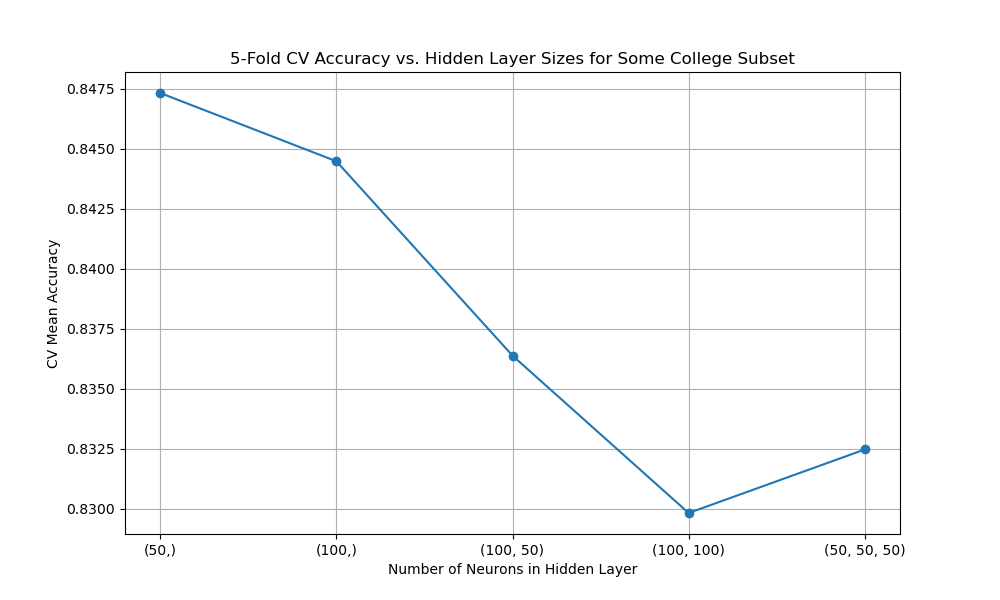 5-Fold CV Accuracy vs. Hidden Layer Sizes for Some College Subset
CV Mean Accuracy
0.8475
0.8450
0.8425
0.8400
0.8375
0.8350
0.8325
0.8300
(50,) (100,) (100, 50) (100, 100) (50, 50, 50)
Number of Neurons in Hidden Layer